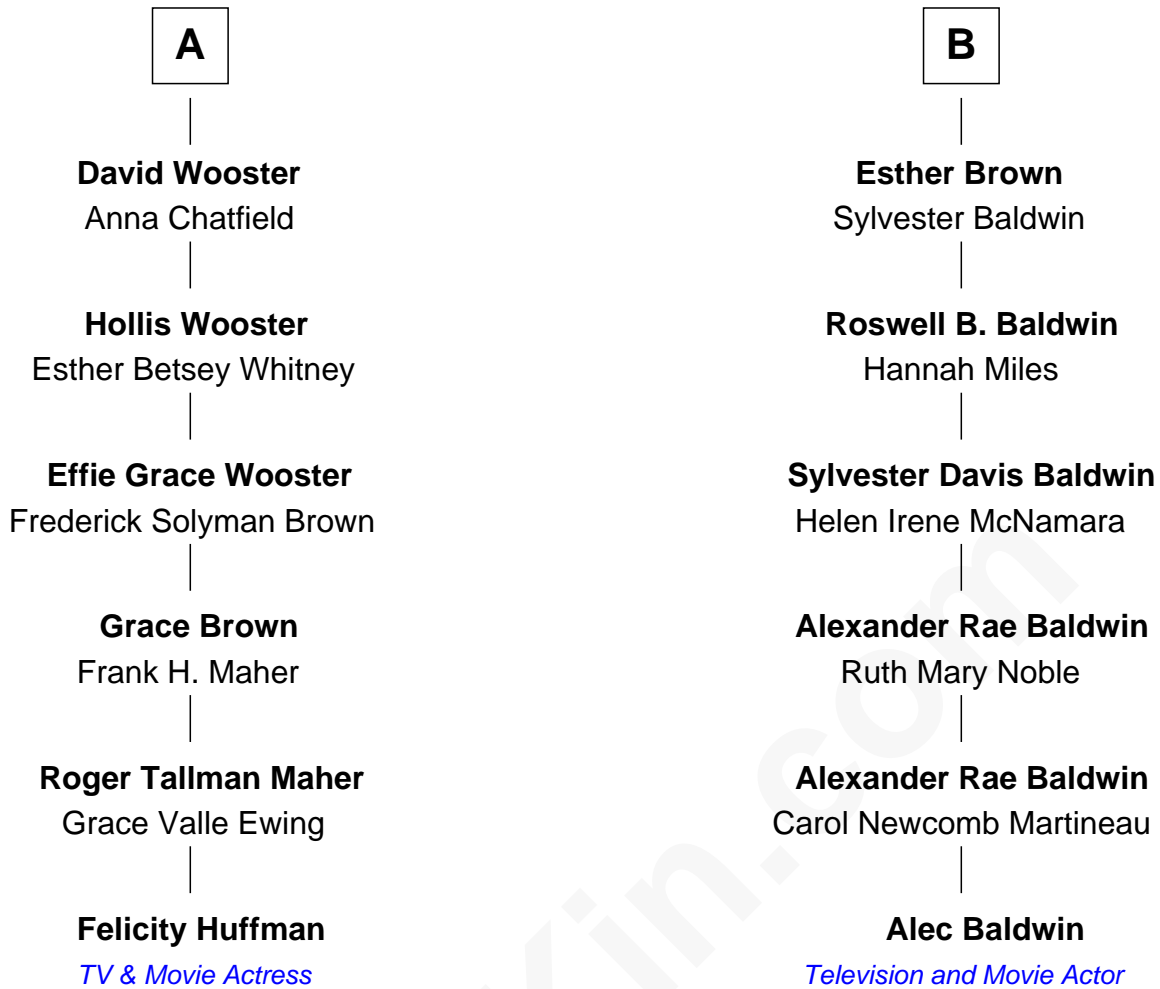 A
David Wooster
Anna Chatfield
Hollis Wooster
Esther Betsey Whitney
Effie Grace Wooster
Frederick Solyman Brown
Grace Brown
Frank H. Maher
Roger Tallman Maher
Grace Valle Ewing
Felicity Huffman
TV & Movie Actress
B
Esther Brown
Sylvester Baldwin
Roswell B. Baldwin
Hannah Miles
Sylvester Davis Baldwin
Helen Irene McNamara
Alexander Rae Baldwin
Ruth Mary Noble
Alexander Rae Baldwin
Carol Newcomb Martineau
Alec Baldwin
Television and Movie Actor
Kin.com